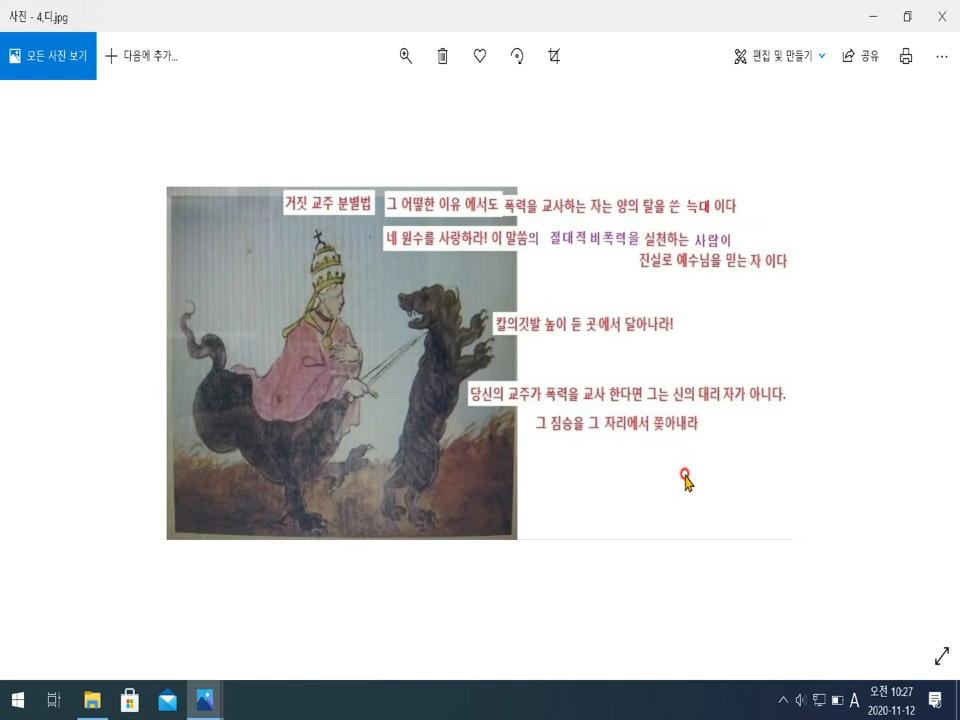 사진 - 4,디.jpg
모든 사진 보기
다음에 추가...
편집 및 만들기
공유
거짓 교주 분별법
그 어떻한 이유 에서도 폭력을 교사하는 자는 양의 탈을 쓴 늑대 이다
네 원수를 사랑하라! 이 말씀의 절대적 비폭력을 실천하는 사람이
진실로 예수님을 믿는 자 이다
칼의깃발 높이 듣 곳에서 달아나라!
당신의 교주가 폭력을 교사 한다면 그는 신의 대리자가 아니다.
그 짐승을 그 자리에서 쫒아내라
A
오전 10:27
2020-11-12